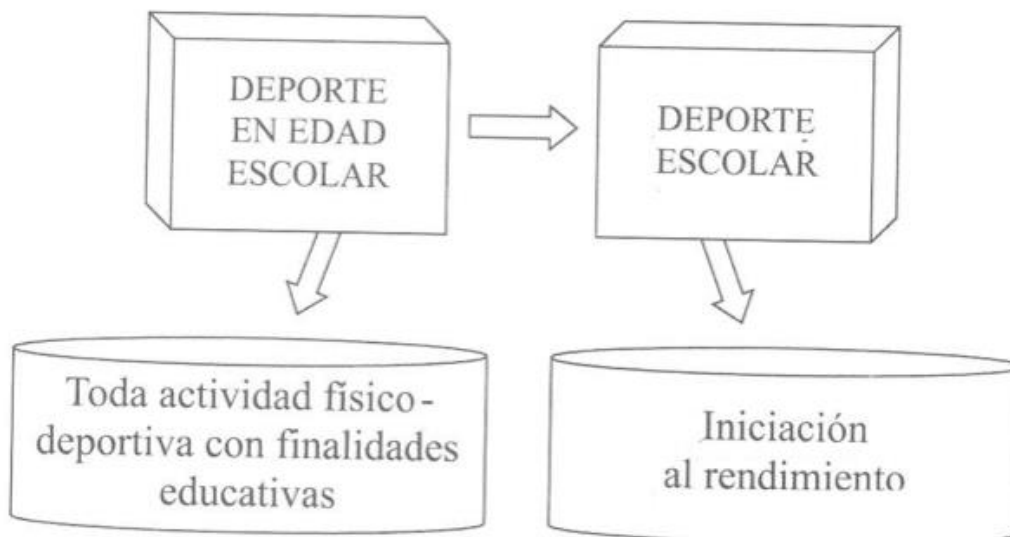 DEPORTE
EN EDAD
ESCOLAR
DEPORTE
ESCOLAR
Toda actividad físico-
deportiva con finalidades
educativas
Iniciación
al rendimiento